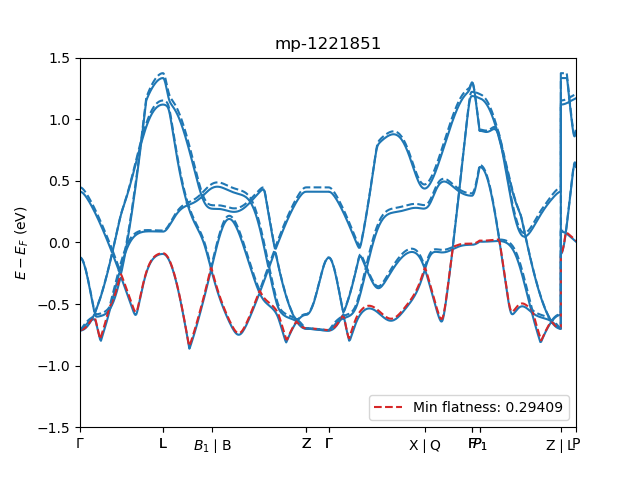 mp-1221851
E − E_F (eV)
1.5
1.0
0.5
0.0
−0.5
−1.0
−1.5
Min flatness: 0.29409
Γ L B₁ | B Z Γ X | Q P₁ Z | L P